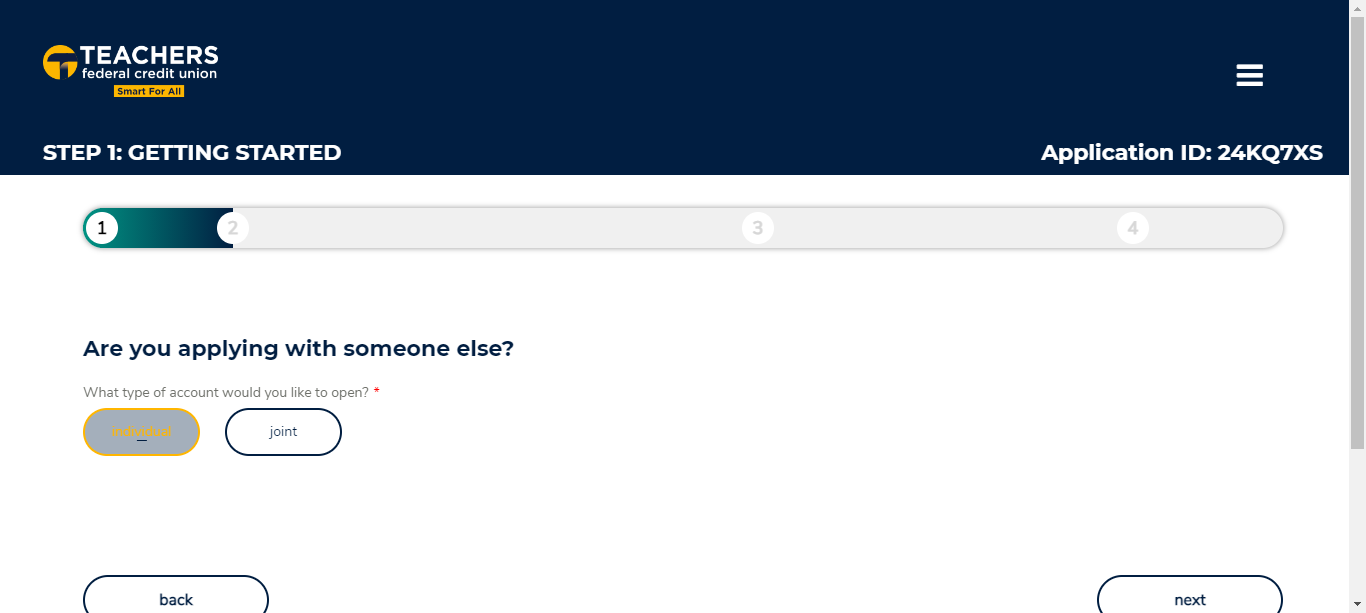 TEACHERS
federal credit union
Smart For All
STEP 1: GETTING STARTED
Application ID: 24KQ7XS
1
2
3
4
Are you applying with someone else?
What type of account would you like to open? *
individual
joint
back
next